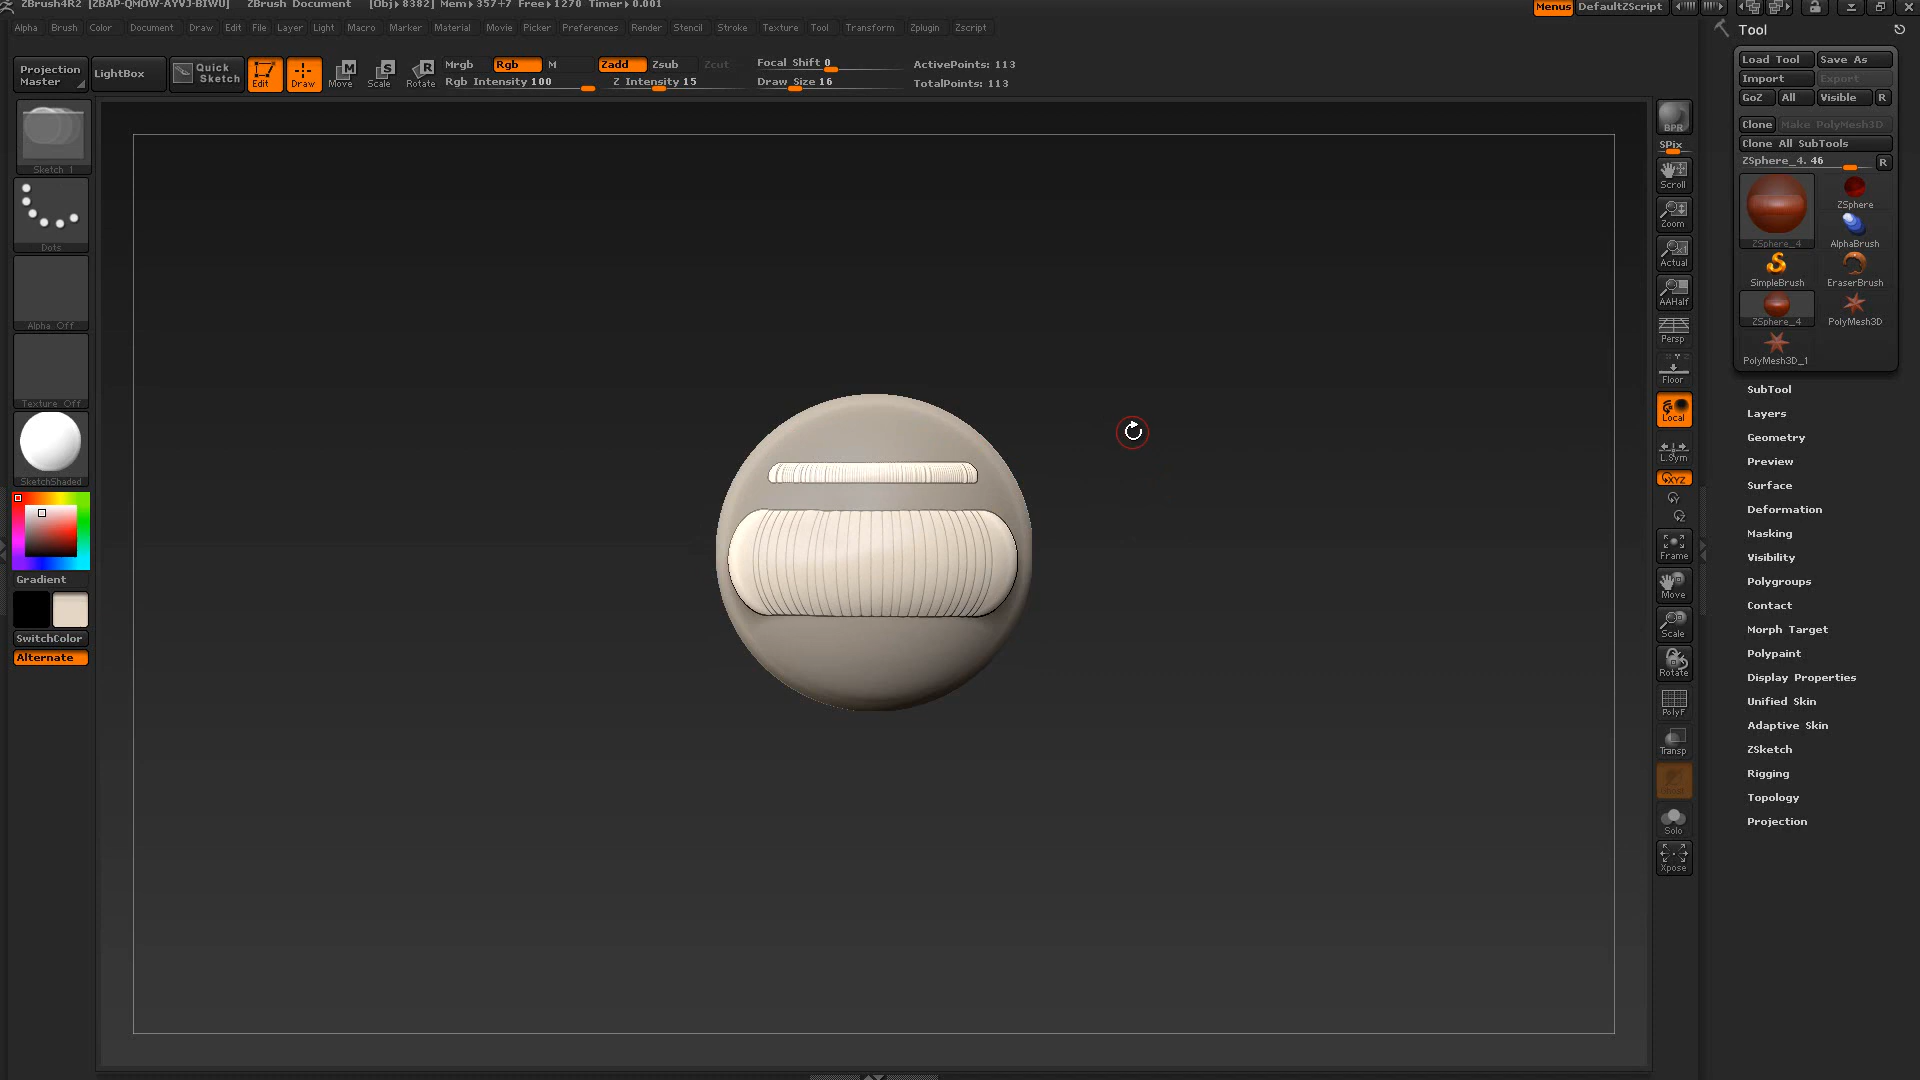 ZBrush4R2 [ZBAP-QMOW-AYVJ-BIWU] ZBrush Document [Obj▸8382] Mem▸357+7 Free▸1270 Timer▸0.001 Menus DefaultZScript
Alpha Brush Color Document Draw Edit File Layer Light Macro Marker Material Movie Picker Preferences Render Stencil Stroke Texture Tool Transform Zplugin Zscript
Projection Master
LightBox
Quick Sketch
Edit
Draw
Move
Scale
Rotate
Mrgb Rgb M
Rgb Intensity 100
Zadd Zsub Zcut
Z Intensity 15
Focal Shift 0
Draw Size 16
ActivePoints: 113
TotalPoints: 113
Sketch 1
Dots
Alpha Off
Texture Off
SketchShaded
Gradient
SwitchColor
Alternate
BPR
SPix
Scroll
Zoom
Actual
AAHalf
Persp
Floor
Local
L.Sym
XYZ
Y
Z
Frame
Move
Scale
Rotate
PolyF
Transp
Solo
Xpose
Tool
Load Tool Save As
Import Export
GoZ All Visible R
Clone Make PolyMesh3D
Clone All SubTools
ZSphere_4. 46 R
ZSphere_4
ZSphere
AlphaBrush
SimpleBrush
EraserBrush
ZSphere_4
PolyMesh3D
PolyMesh3D_1
SubTool
Layers
Geometry
Preview
Surface
Deformation
Masking
Visibility
Polygroups
Contact
Morph Target
Polypaint
Display Properties
Unified Skin
Adaptive Skin
ZSketch
Rigging
Topology
Projection